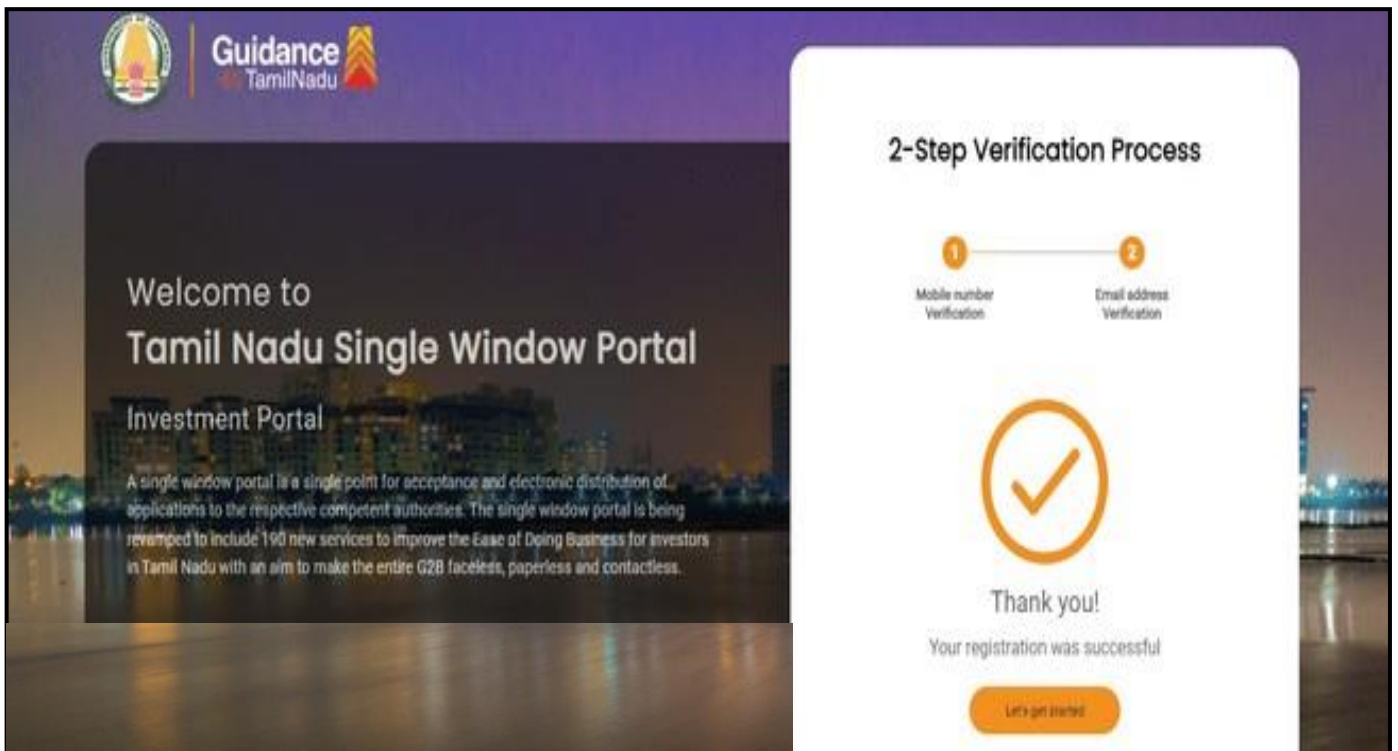 Guidance
TamilNadu
Welcome to
Tamil Nadu Single Window Portal
Investment Portal
A single window portal is a single point for acceptance and electronic distribution of
applications to the respective competent authorities. The single window portal is being
revamped to include 190 new services to improve the Ease of Doing Business for investors
in Tamil Nadu with an aim to make the entire G2B faceless, paperless and contactless.
2-Step Verification Process
1
2
Mobile number
Verification
Email address
Verification
Thank you!
Your registration was successful
Let's get started